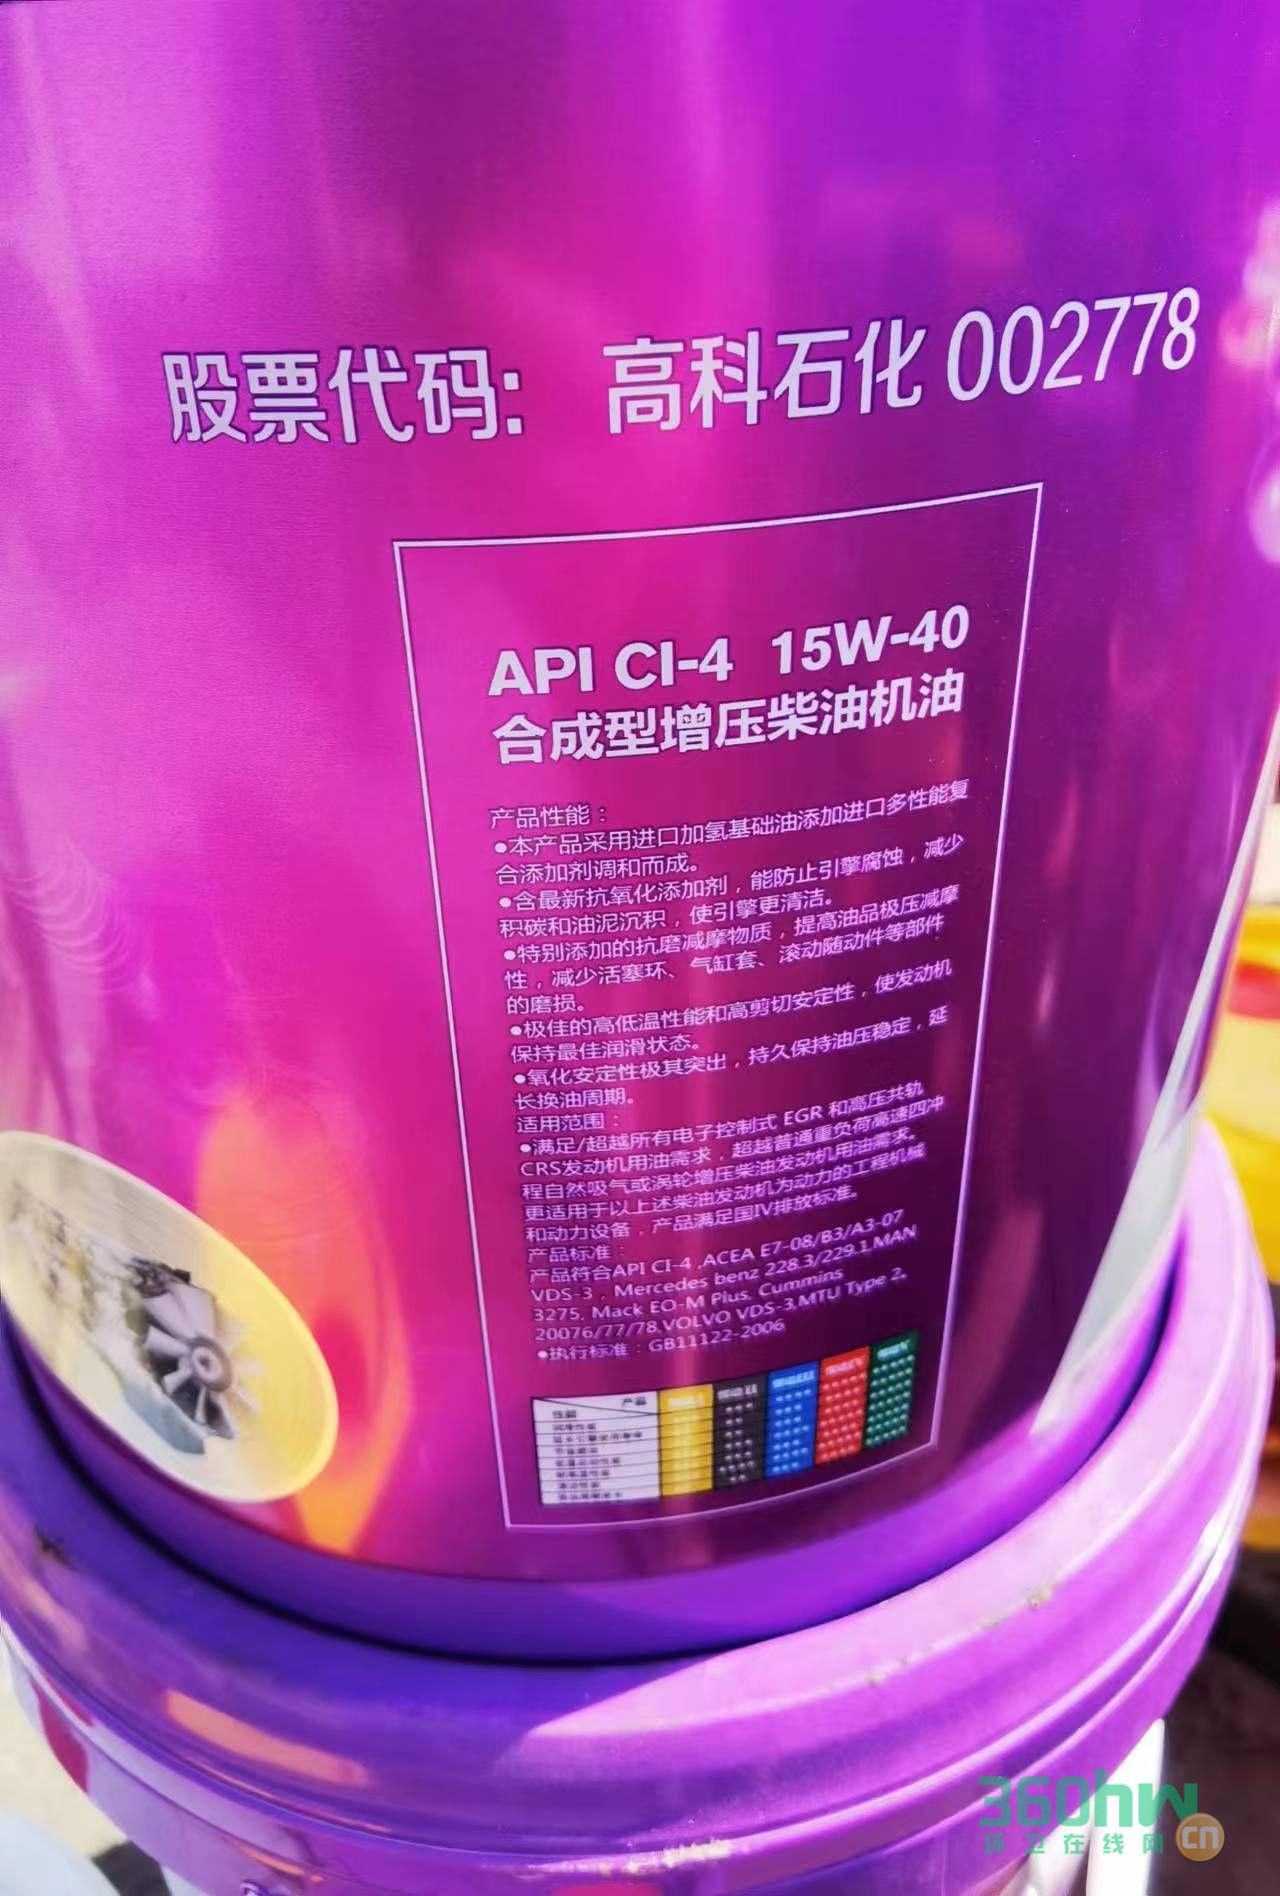 股票代码： 高科石化 002778
API CI-4 15W-40
合成型增压柴油机油
产品性能：
●本产品采用进口加氢基础油添加进口多性能复
合添加剂调和而成。
●含最新抗氧化添加剂，能防止引擎腐蚀，减少
积碳和油泥沉积，使引擎更清洁。
●特别添加的抗磨减摩物质，提高油品极压减摩
性，减少活塞环、气缸套、滚动随动件等部件
的磨损。
●极佳的高低温性能和高剪切安定性，使发动机
保持最佳润滑状态。
●氧化安定性极其突出，持久保持油压稳定，延
长换油周期。
适用范围：
●满足/超越所有电子控制式 EGR 和高压共轨
CRS发动机用油需求，超越普通重负荷高速四冲
程自然吸气或涡轮增压柴油发动机用油需求。
更适用于以上述柴油发动机为动力的工程机械
和动力设备，产品满足国IV排放标准。
产品标准：
产品符合API CI-4 ,ACEA E7-08/B3/A3-07
VDS-3 , Mercedes benz 228.3/229.1,MAN
3275, Mack EO-M Plus, Cummins
20076/77/78,VOLVO VDS-3,MTU Type 2。
●执行标准：GB11122-2006
产品
性能
360hw
环卫在线网 cn